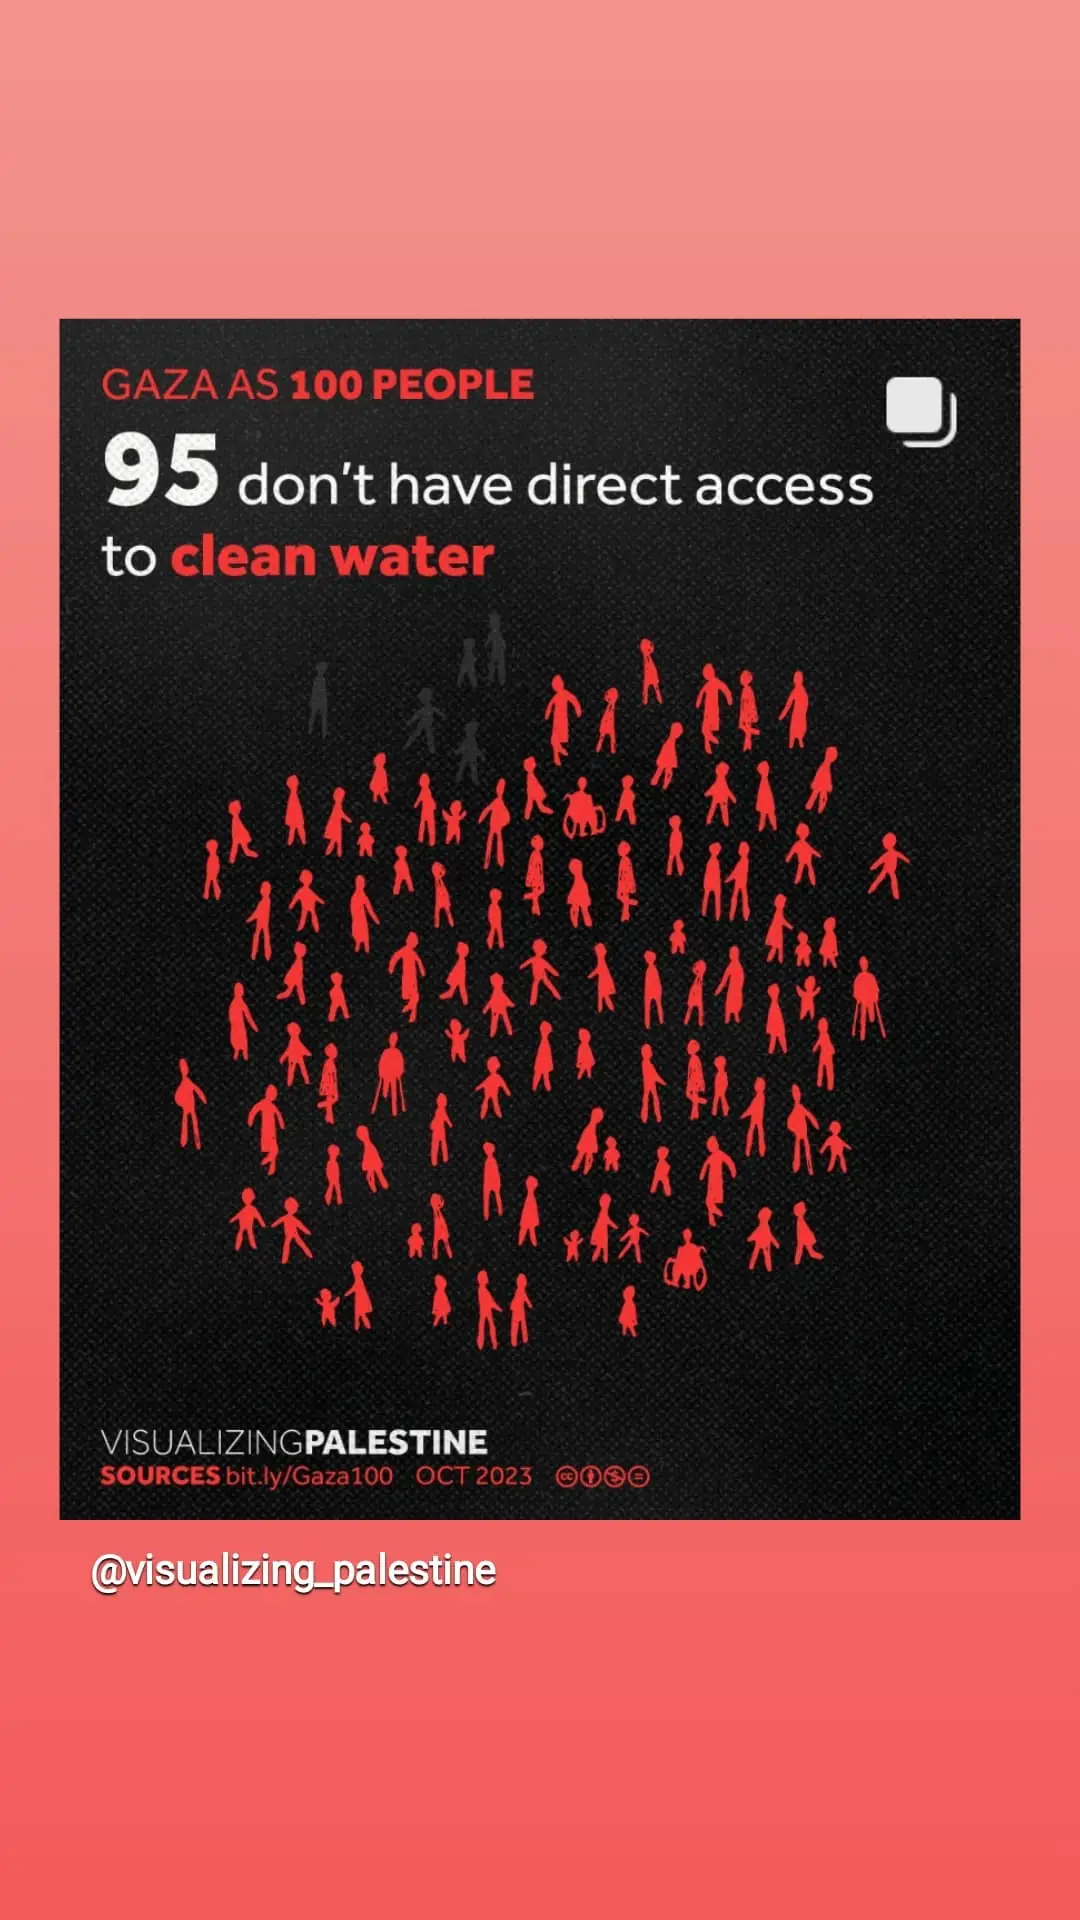 GAZA AS 100 PEOPLE
95 don't have direct access
to clean water
VISUALIZINGPALESTINE
SOURCES bit.ly/Gaza100 OCT 2023
@visualizing_palestine